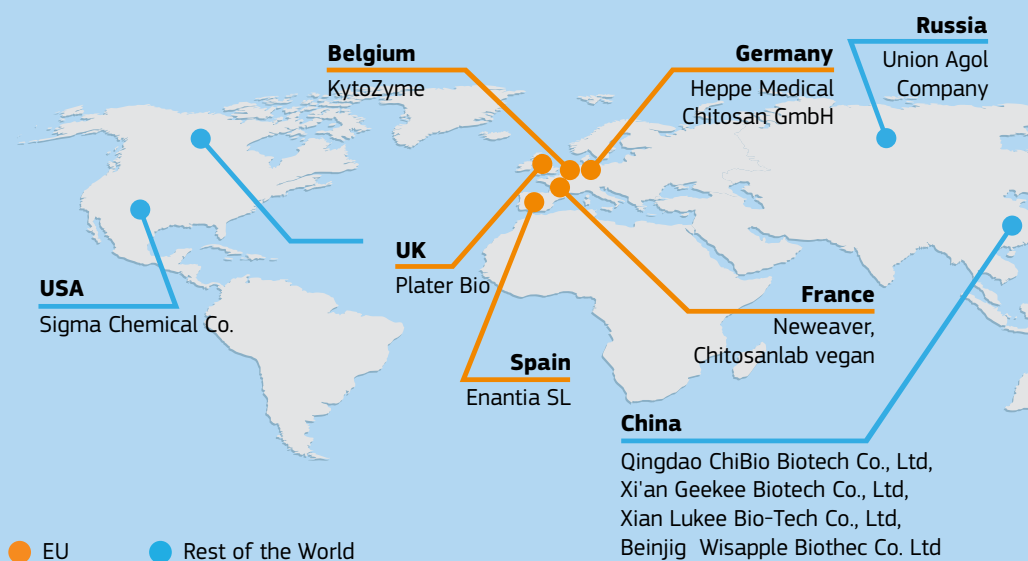 Russia
Union Agol
Company
Belgium
KytoZyme
Germany
Heppe Medical
Chitosan GmbH
UK
Plater Bio
USA
Sigma Chemical Co.
France
Neweaver,
Chitosanlab vegan
Spain
Enantia SL
China
Qingdao ChiBio Biotech Co., Ltd,
Xi'an Geekee Biotech Co., Ltd,
Xian Lukee Bio-Tech Co., Ltd,
Beinjig Wisapple Biothec Co. Ltd
EU
Rest of the World